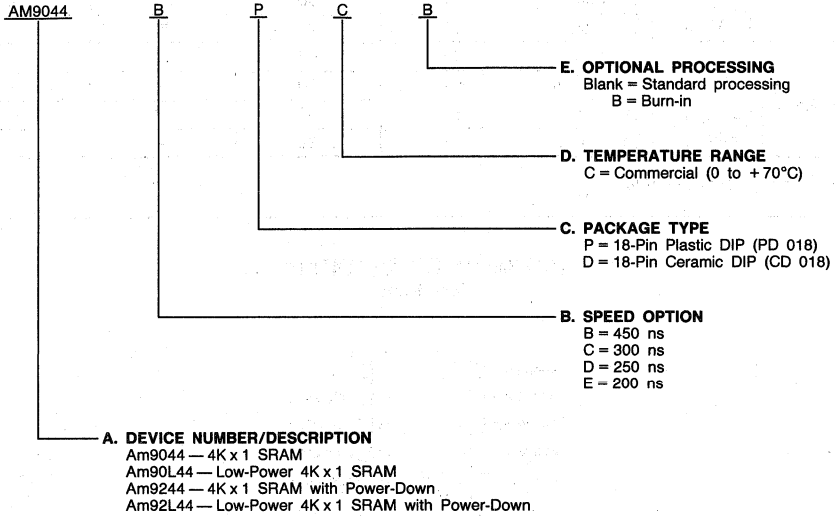 AM9044 B P C B
E. OPTIONAL PROCESSING
Blank = Standard processing
B = Burn-in
D. TEMPERATURE RANGE
C = Commercial (0 to +70°C)
C. PACKAGE TYPE
P = 18-Pin Plastic DIP (PD 018)
D = 18-Pin Ceramic DIP (CD 018)
B. SPEED OPTION
B = 450 ns
C = 300 ns
D = 250 ns
E = 200 ns
A. DEVICE NUMBER/DESCRIPTION
Am9044 — 4K x 1 SRAM
Am90L44 — Low-Power 4K x 1 SRAM
Am9244 — 4K x 1 SRAM with Power-Down
Am92L44 — Low-Power 4K x 1 SRAM with Power-Down